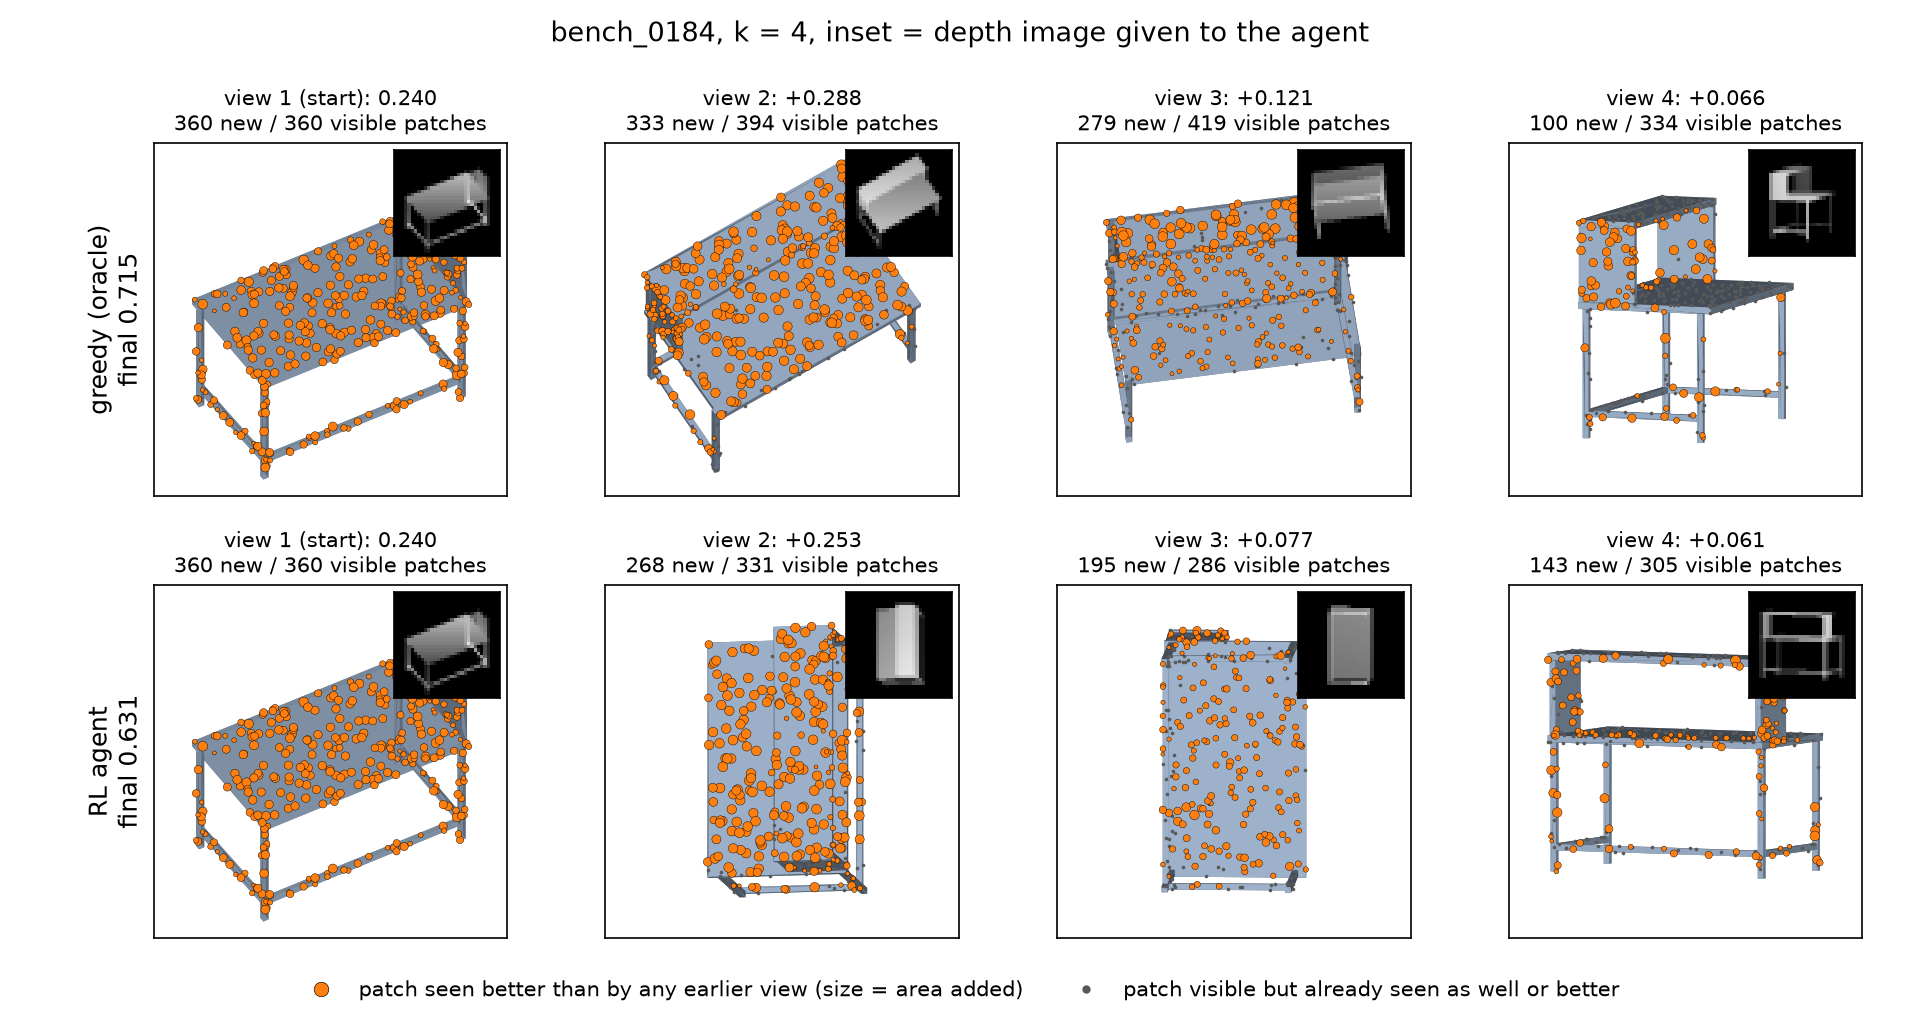 bench_0184, k = 4, inset = depth image given to the agent
view 1 (start): 0.240
360 new / 360 visible patches
view 2: +0.288
333 new / 394 visible patches
view 3: +0.121
279 new / 419 visible patches
view 4: +0.066
100 new / 334 visible patches
greedy (oracle)
final 0.7715
view 1 (start): 0.240
360 new / 360 visible patches
view 2: +0.253
268 new / 331 visible patches
view 3: +0.077
195 new / 286 visible patches
view 4: +0.061
143 new / 305 visible patches
RL agent
final 0.631
patch seen better than by any earlier view (size = area added)
patch visible but already seen as well or better